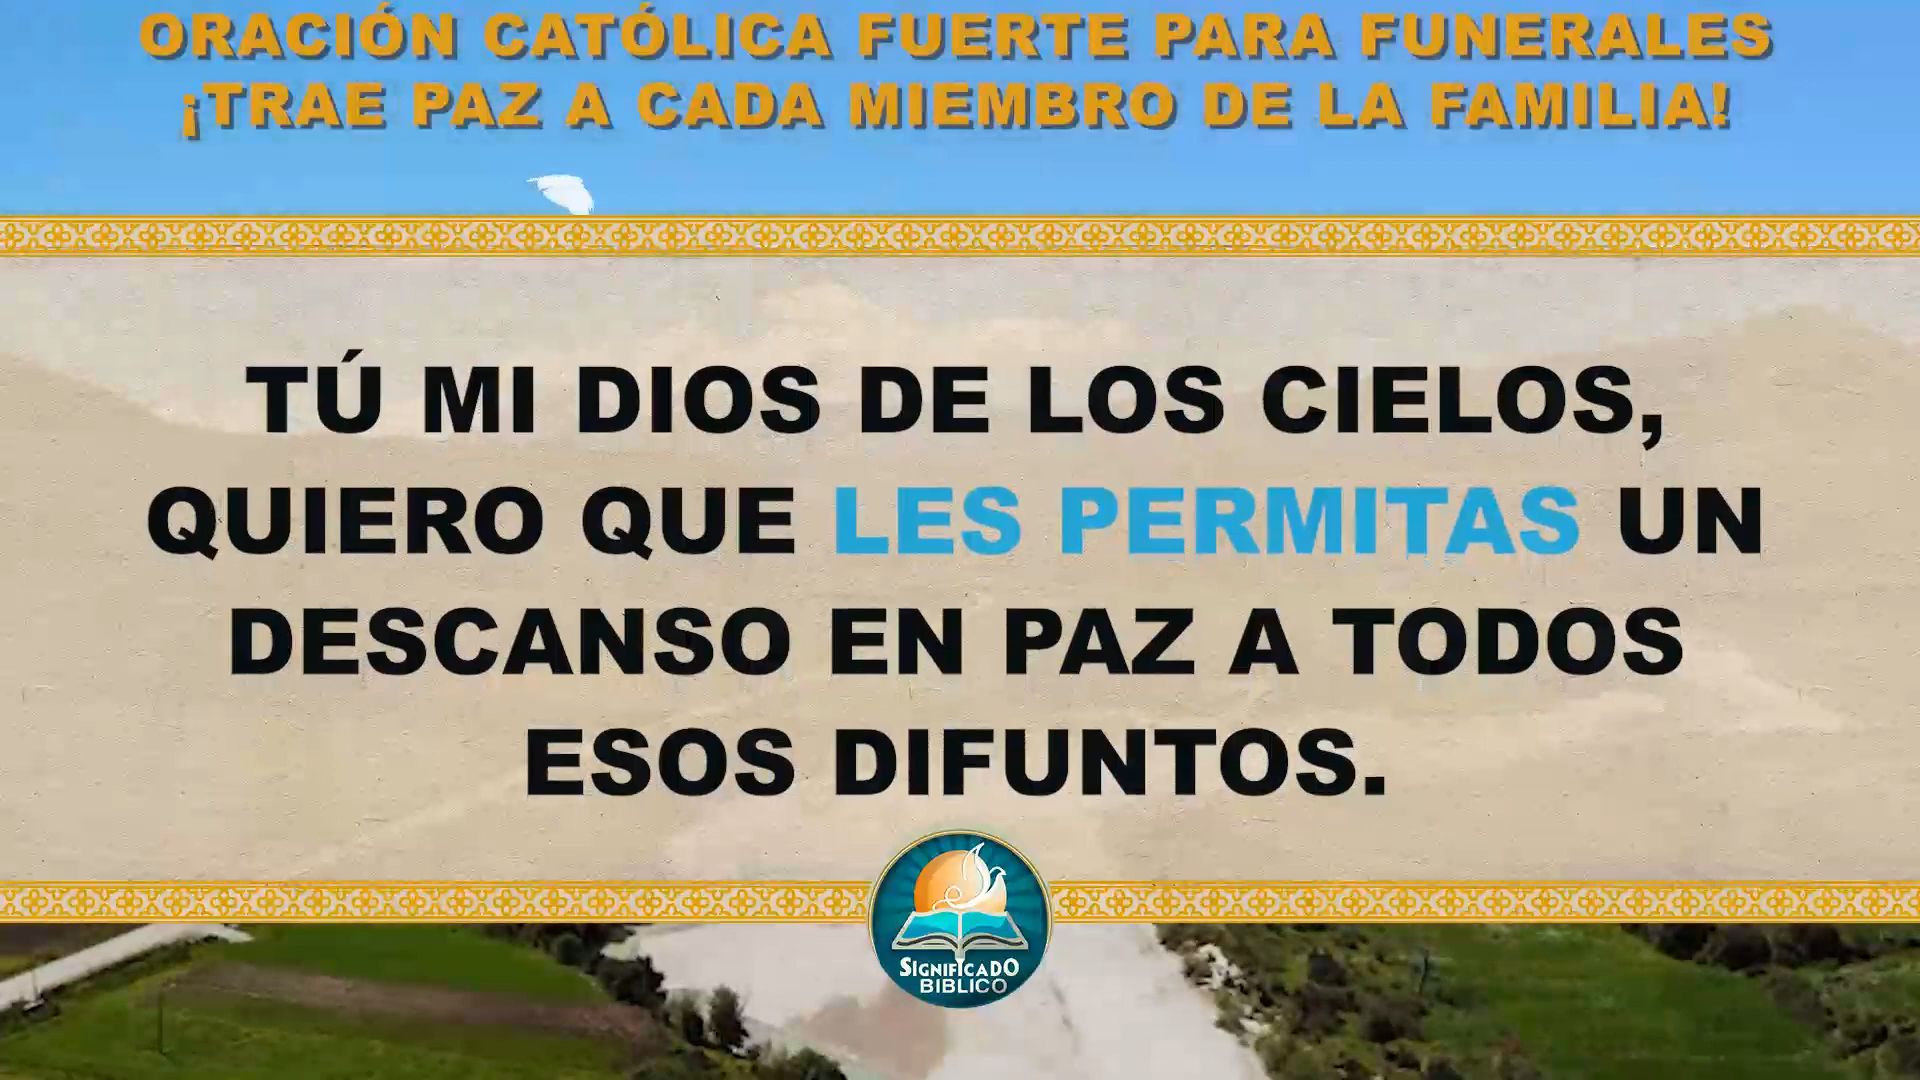 ORACIÓN CATÓLICA FUERTE PARA FUNERALES
¡TRAE PAZ A CADA MIEMBRO DE LA FAMILIA!
TÚ MI DIOS DE LOS CIELOS,
QUIERO QUE LES PERMITAS UN
DESCANSO EN PAZ A TODOS
ESOS DIFUNTOS.
SIGNIFICADO
BIBLICO